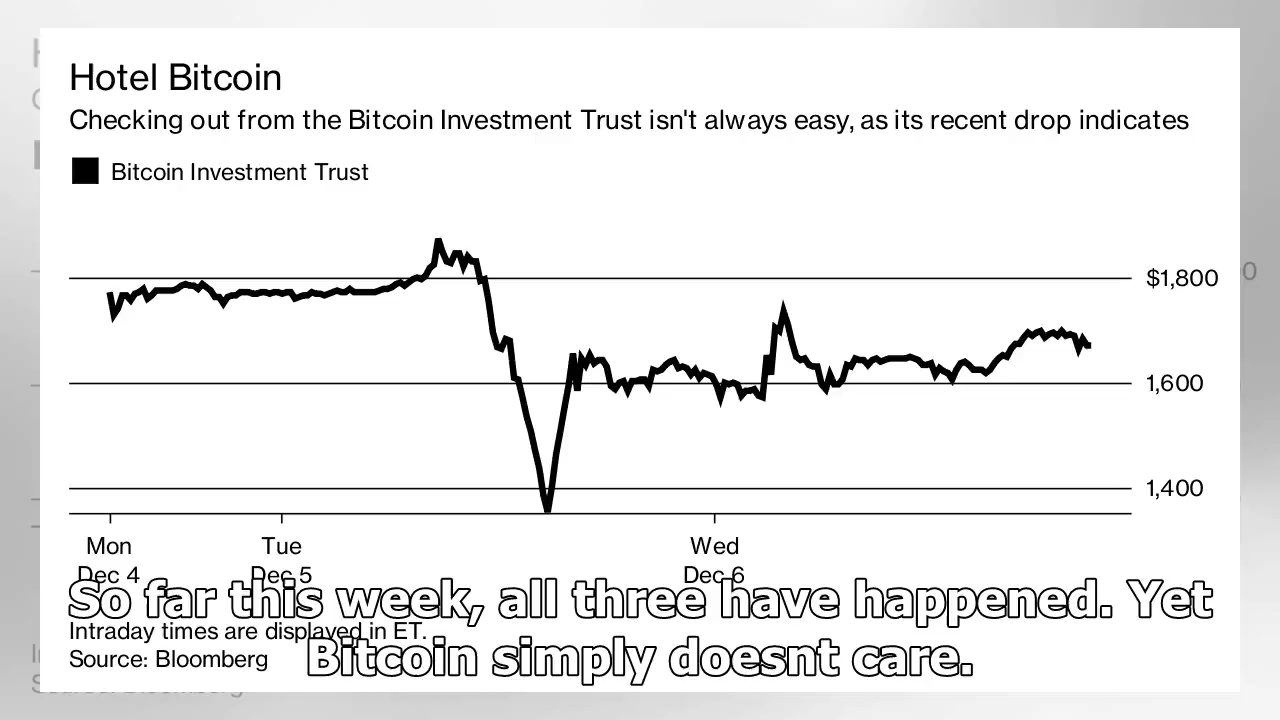 Hotel Bitcoin
Checking out from the Bitcoin Investment Trust isn't always easy, as its recent drop indicates
Bitcoin Investment Trust
$1,800
1,600
1,400
Mon Tue Wed
Dec 4 Dec 5 Dec 6
So far this week, all three have happened. Yet
Intraday times are displayed in ET.
Bitcoin simply doesnt care.
Source: Bloomberg